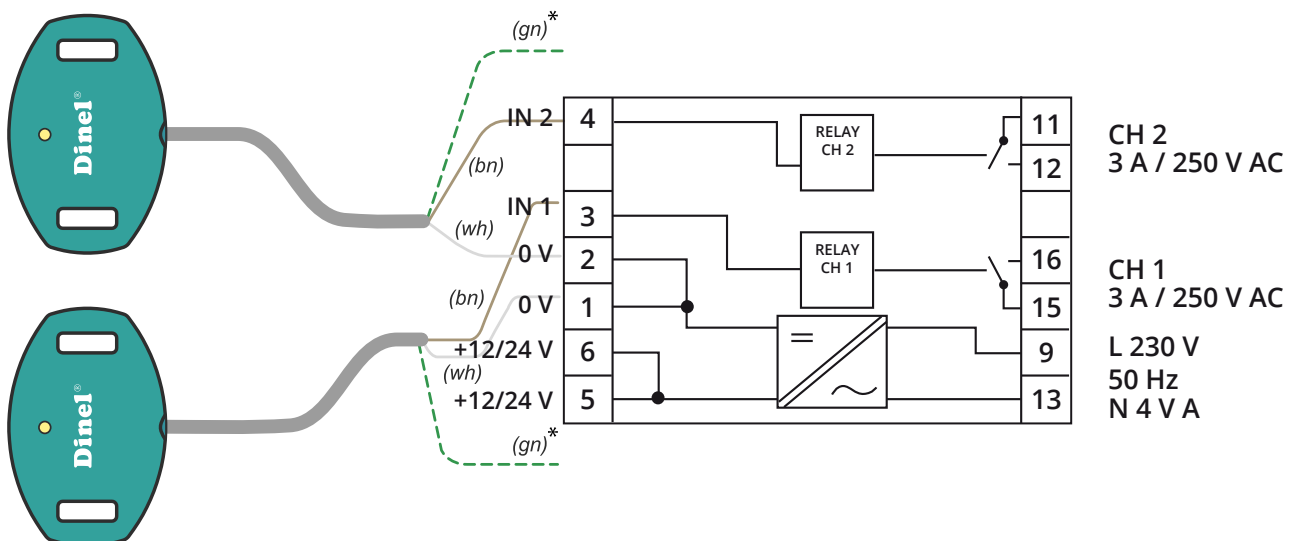 Dinel®
Dinel®
(gn)*
(bn)
(wh)
(bn)
(wh)
(gn)*
IN 2
IN 1
0 V
0 V
+12/24 V
+12/24 V
4
3
2
1
6
5
RELAY
CH 2
RELAY
CH 1
11
12
16
15
9
13
CH 2
3 A / 250 V AC
CH 1
3 A / 250 V AC
L 230 V
50 Hz
N 4 V A